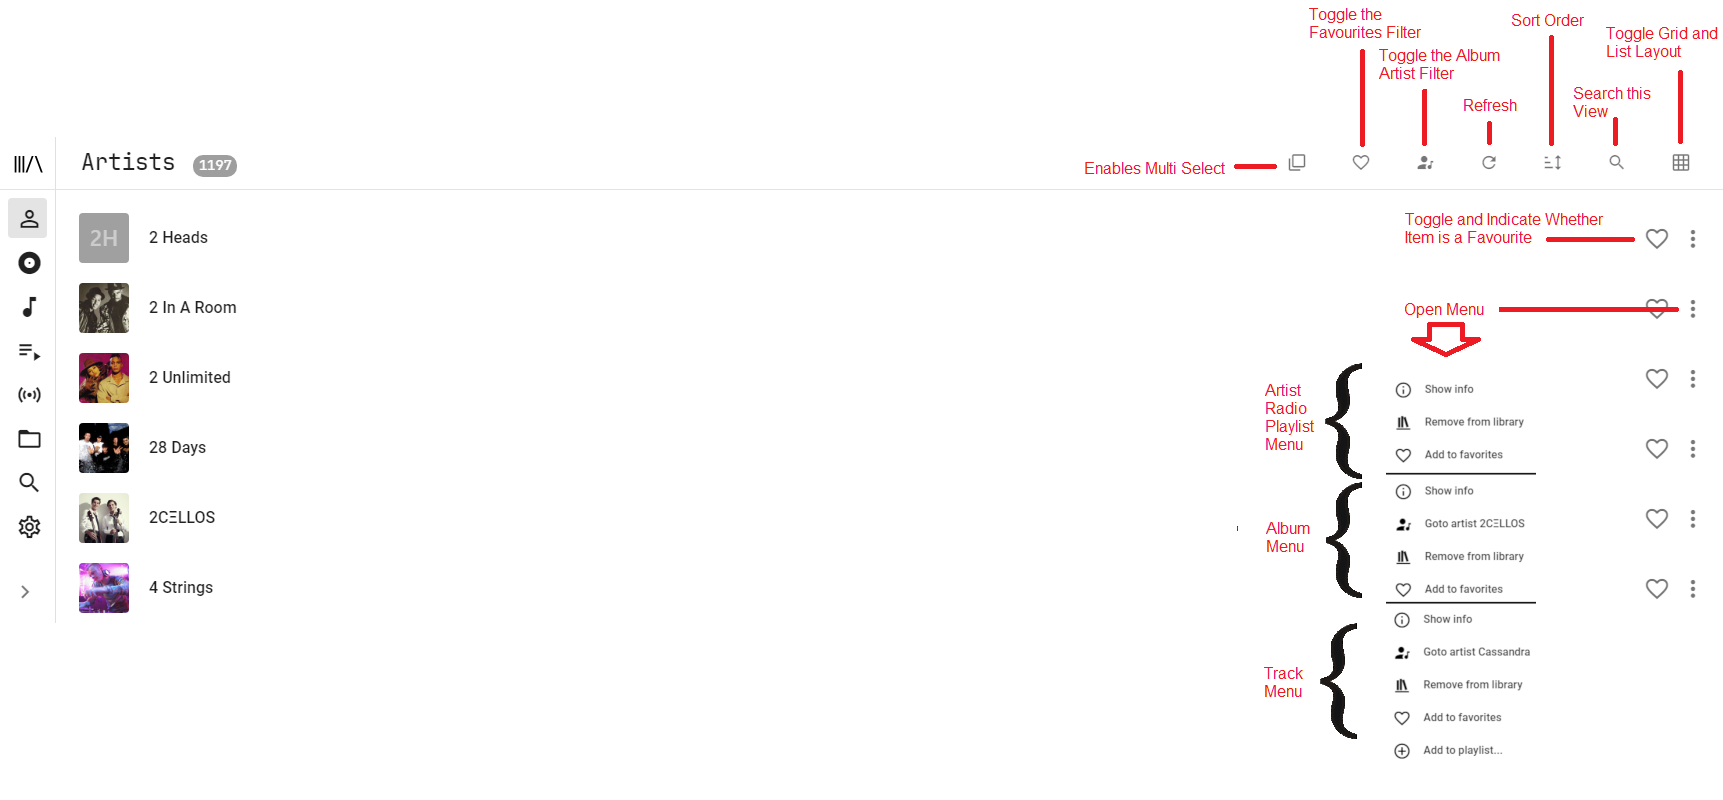 Toggle the
Favourites Filter
Sort Order
Toggle Grid and
List Layout
Toggle the Album
Artist Filter
Search this
View
Refresh
Artists 1197
Enables Multi Select
2H
2 Heads
Toggle and Indicate Whether
Item is a Favourite
2 In A Room
Open Menu
2 Unlimited
Artist
Radio
Playlist
Menu
Show info
Remove from library
Add to favorites
28 Days
Album
Menu
Show info
Goto artist 2CΞLLOS
Remove from library
Add to favorites
2CΞLLOS
4 Strings
Track
Menu
Show info
Goto artist Cassandra
Remove from library
Add to favorites
Add to playlist...